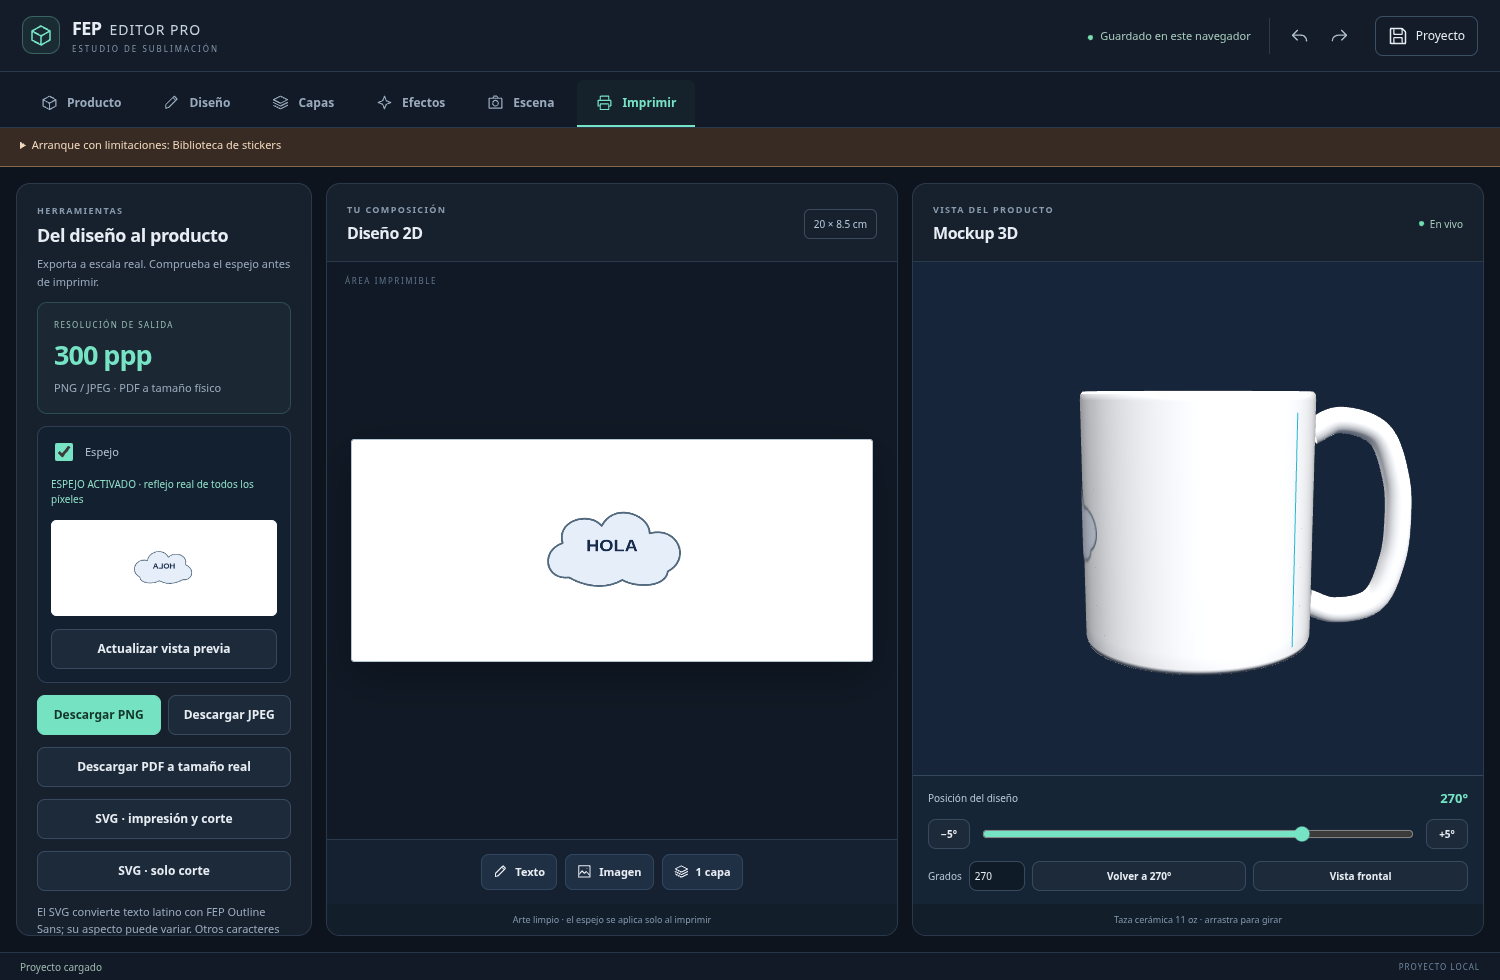 FEP EDITOR PRO
ESTUDIO DE SUBLIMACIÓN
Guardado en este navegador
Proyecto
Producto
Diseño
Capas
Efectos
Escena
Imprimir
Arranque con limitaciones: Biblioteca de stickers
HERRAMIENTAS
Del diseño al producto
Exporta a escala real. Comprueba el espejo antes
de imprimir.
RESOLUCIÓN DE SALIDA
300 ppp
PNG / JPEG · PDF a tamaño físico
Espejo
ESPEJO ACTIVADO · reflejo real de todos los
píxeles
HOLA
Actualizar vista previa
Descargar PNG
Descargar JPEG
Descargar PDF a tamaño real
SVG · impresión y corte
SVG · solo corte
El SVG convierte texto latino con FEP Outline
Sans; su aspecto puede variar. Otros caracteres
TU COMPOSICIÓN
Diseño 2D
20 × 8.5 cm
ÁREA IMPRIMIBLE
HOLA
Texto
Imagen
1 capa
Arte limpio · el espejo se aplica solo al imprimir
VISTA DEL PRODUCTO
Mockup 3D
En vivo
Posición del diseño
270°
−5°
+5°
Grados
270
Volver a 270°
Vista frontal
Taza cerámica 11 oz · arrastra para girar
Proyecto cargado
PROYECTO LOCAL